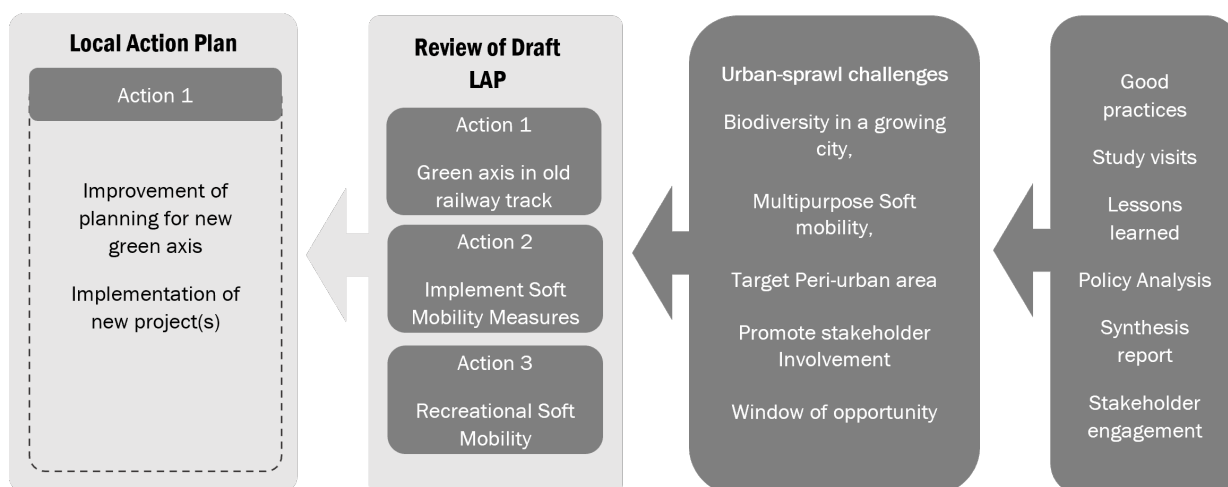 Local Action Plan
Action 1
Improvement of
planning for new
green axis
Implementation of
new project(s)
Review of Draft
LAP
Action 1
Green axis in old
railway track
Action 2
Implement Soft
Mobility Measures
Action 3
Recreational Soft
Mobility
Urban-sprawl challenges
Biodiversity in a growing
city,
Multipurpose Soft
mobility,
Target Peri-urban area
Promote stakeholder
Involvement
Window of opportunity
Good
practices
Study visits
Lessons
learned
Policy Analysis
Synthesis
report
Stakeholder
engagement